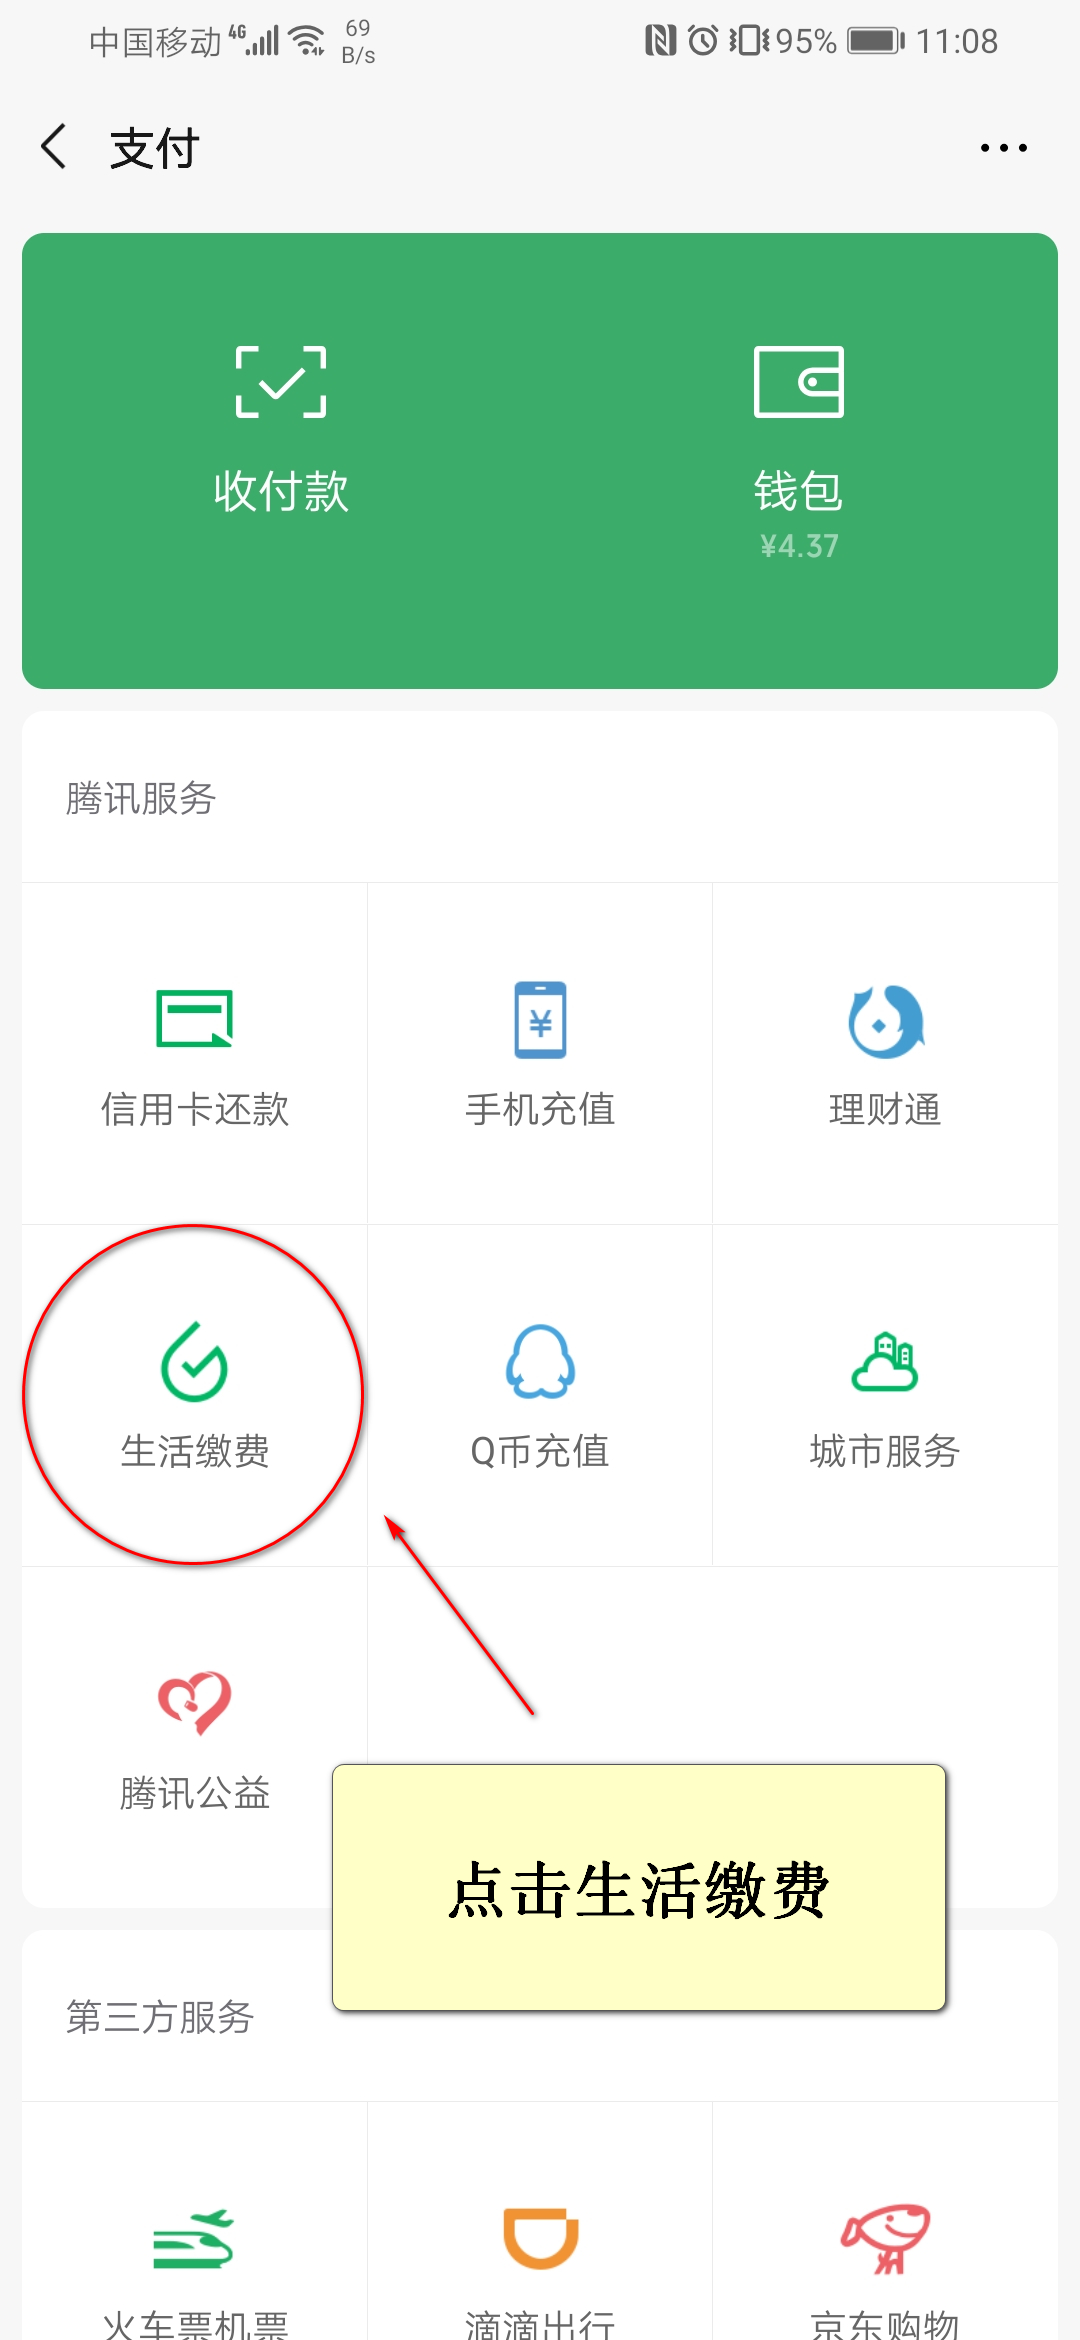 中国移动 4G 69 B/s 95% 11:08
支付
收付款 钱包
¥4.37
腾讯服务
信用卡还款 手机充值 理财通
生活缴费 Q币充值 城市服务
腾讯公益
点击生活缴费
第三方服务
火车票机票 滴滴出行 京东购物